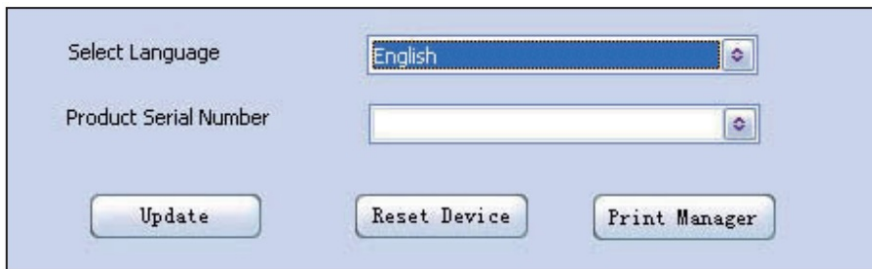 Select Language English
Product Serial Number
Update Reset Device Print Manager